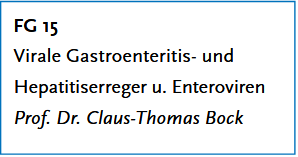 FG 15
Virale Gastroenteritis- und
Hepatitiserreger u. Enteroviren
Prof. Dr. Claus-Thomas Bock